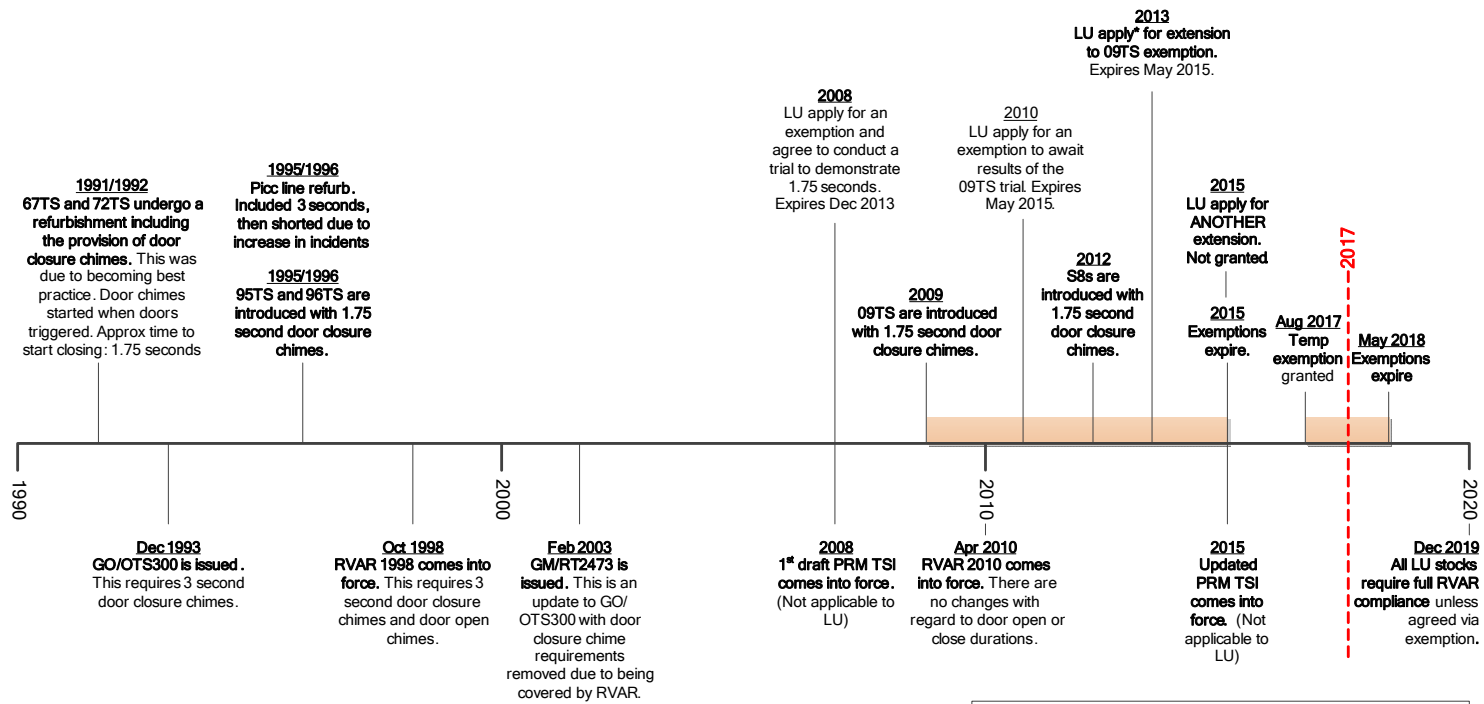 1991/1992
67TS and 72TS undergo a
refurbishment including
the provision of door
closure chimes. This was
due to becoming best
practice. Door chimes
started when doors
triggered. Approx time to
start closing: 1.75 seconds
1995/1996
Picc line refurb.
Included 3 seconds,
then shorted due to
increase in incidents
1995/1996
95TS and 96TS are
introduced with 1.75
second door closure
chimes.
2008
LU apply for an
exemption and
agree to conduct a
trial to demonstrate
1.75 seconds.
Expires Dec 2013
2009
09TS are introduced
with 1.75 second door
closure chimes.
2010
LU apply for an
exemption to await
results of the
09TS trial. Expires
May 2015.
2012
S8s are
introduced with
1.75 second
door closure
chimes.
2013
LU apply* for extension
to 09TS exemption.
Expires May 2015.
2015
LU apply for
ANOTHER
extension.
Not granted
2015
Exemptions
expire.
Aug 2017
Temp
exemption
granted
2017
May 2018
Exemptions
expire
1990
2000
2010
2020
Dec 1993
GO/OTS300 is issued.
This requires 3 second
door closure chimes.
Oct 1998
RVAR 1998 comes into
force. This requires 3
second door closure
chimes and door open
chimes.
Feb 2003
GM/RT2473 is
issued. This is an
update to GO/
OTS300 with door
closure chime
requirements
removed due to being
covered by RVAR.
2008
1st draft PRM TSI
comes into force.
(Not applicable to
LU)
Apr 2010
RVAR 2010 comes
into force. There are
no changes with
regard to door open or
close durations.
2015
Updated
PRM TSI
comes into
force. (Not
applicable to
LU)
Dec 2019
All LU stocks
require full RVAR
compliance unless
agreed via
exemption.